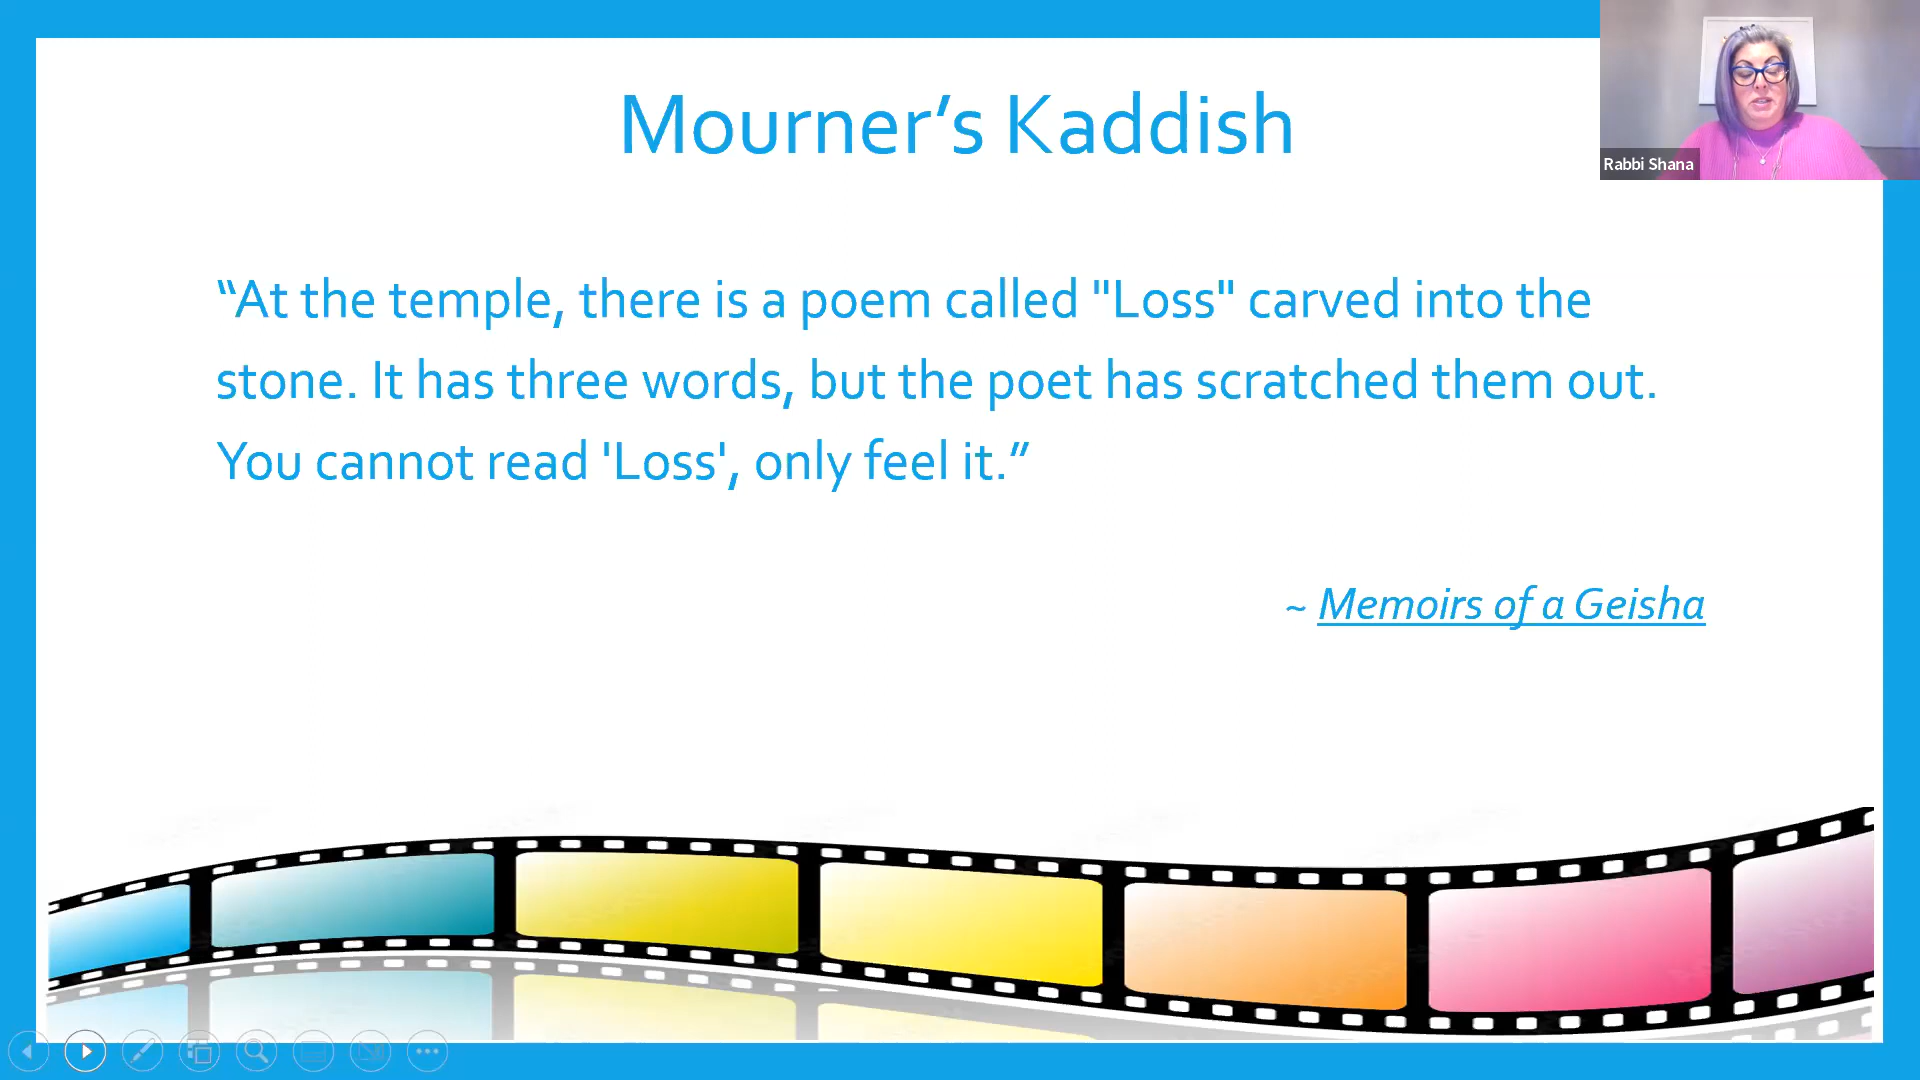 Mourner’s Kaddish
Rabbi Shana
“At the temple, there is a poem called "Loss" carved into the
stone. It has three words, but the poet has scratched them out.
You cannot read 'Loss', only feel it.”
~ Memoirs of a Geisha